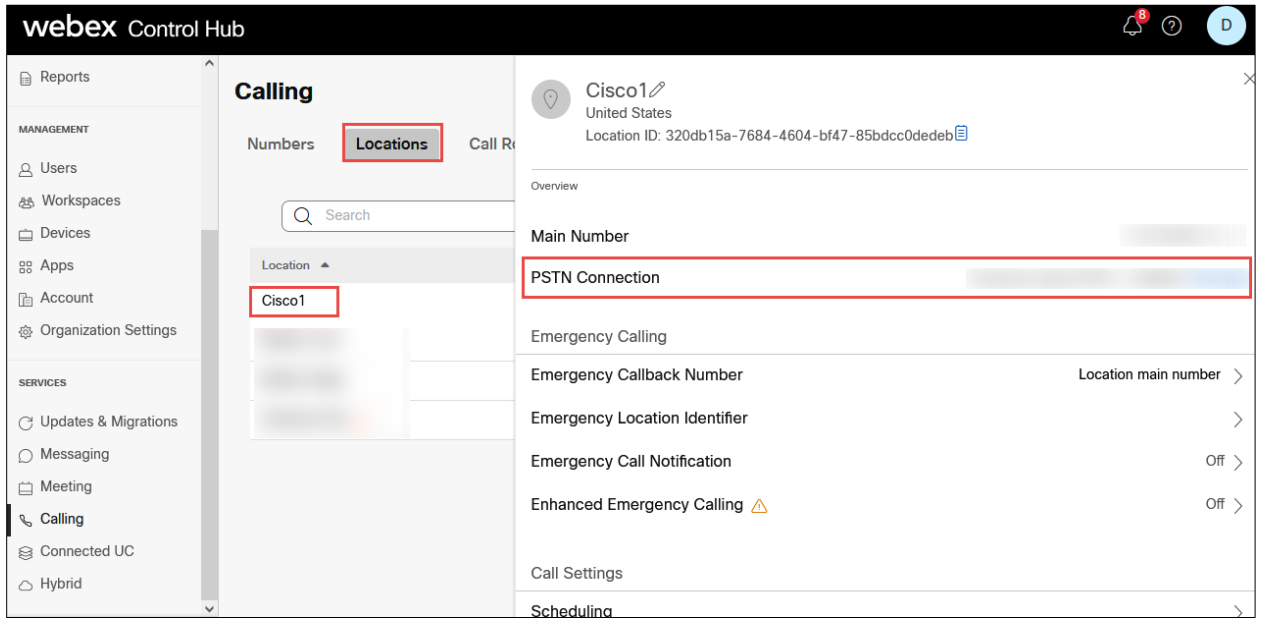 webex Control Hub
8
D
Reports
MANAGEMENT
Users
Workspaces
Devices
Apps
Account
Organization Settings
SERVICES
Updates & Migrations
Messaging
Meeting
Calling
Connected UC
Hybrid
Calling
Numbers Locations Call Ro
Search
Location
Cisco1
Cisco1
United States
Location ID: 320db15a-7684-4604-bf47-85bdcc0dedeb
Overview
Main Number
PSTN Connection
Emergency Calling
Emergency Callback Number Location main number
Emergency Location Identifier
Emergency Call Notification Off
Enhanced Emergency Calling Off
Call Settings
Scheduling